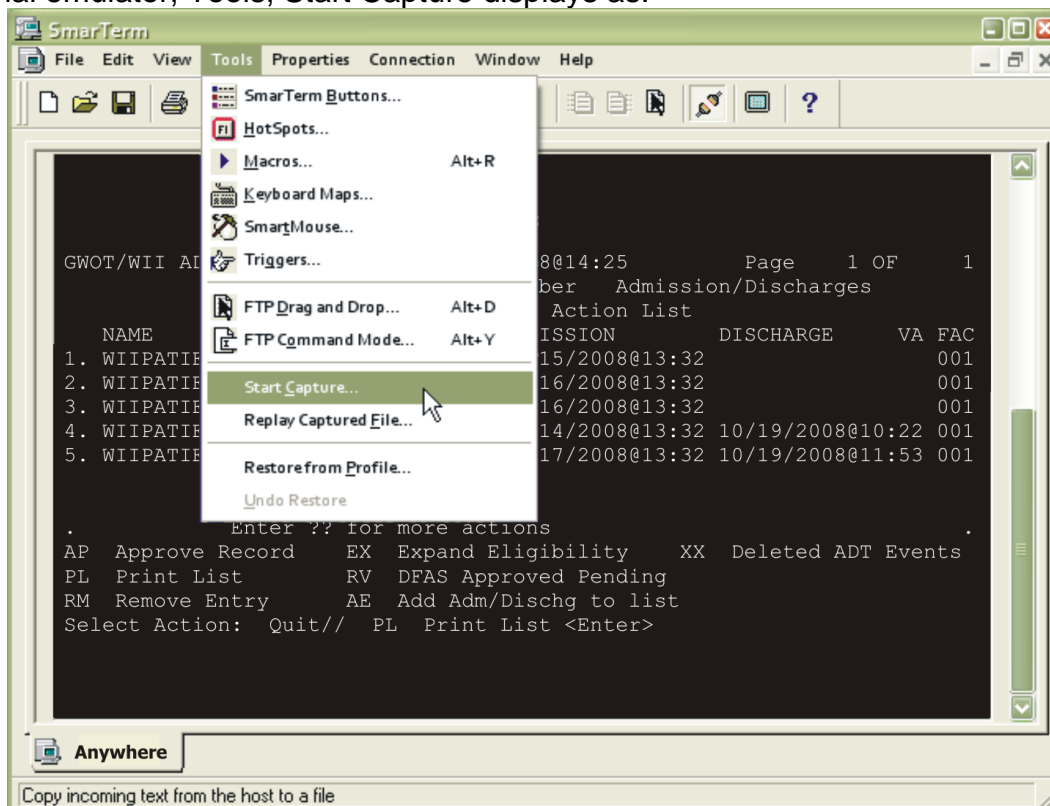 emulator, Tools, Start Capture displays as:
SmarTerm
File Edit View Tools Properties Connection Window Help
SmarTerm Buttons...
HotSpots...
Macros... Alt+R
Keyboard Maps...
SmartMouse...
Triggers...
FTP Drag and Drop... Alt+D
FTP Command Mode... Alt+Y
Start Capture...
Replay Captured File...
Restore from Profile...
Undo Restore
GWOT/WII 8@14:25 Page 1 OF 1
Admission/Discharges
Action List
NAME DISCHARGE VA FAC
1. WIIPATIE 15/2008@13:32 001
2. WIIPATIE 16/2008@13:32 001
3. WIIPATIE 16/2008@13:32 001
4. WIIPATIE 14/2008@13:32 10/19/2008@10:22 001
5. WIIPATIE 17/2008@13:32 10/19/2008@11:53 001
. Enter ?? for more actions .
AP Approve Record EX Expand Eligibility XX Deleted ADT Events
PL Print List RV DFAS Approved Pending
RM Remove Entry AE Add Adm/Dischg to list
Select Action: Quit// PL Print List <Enter>
Anywhere
Copy incoming text from the host to a file